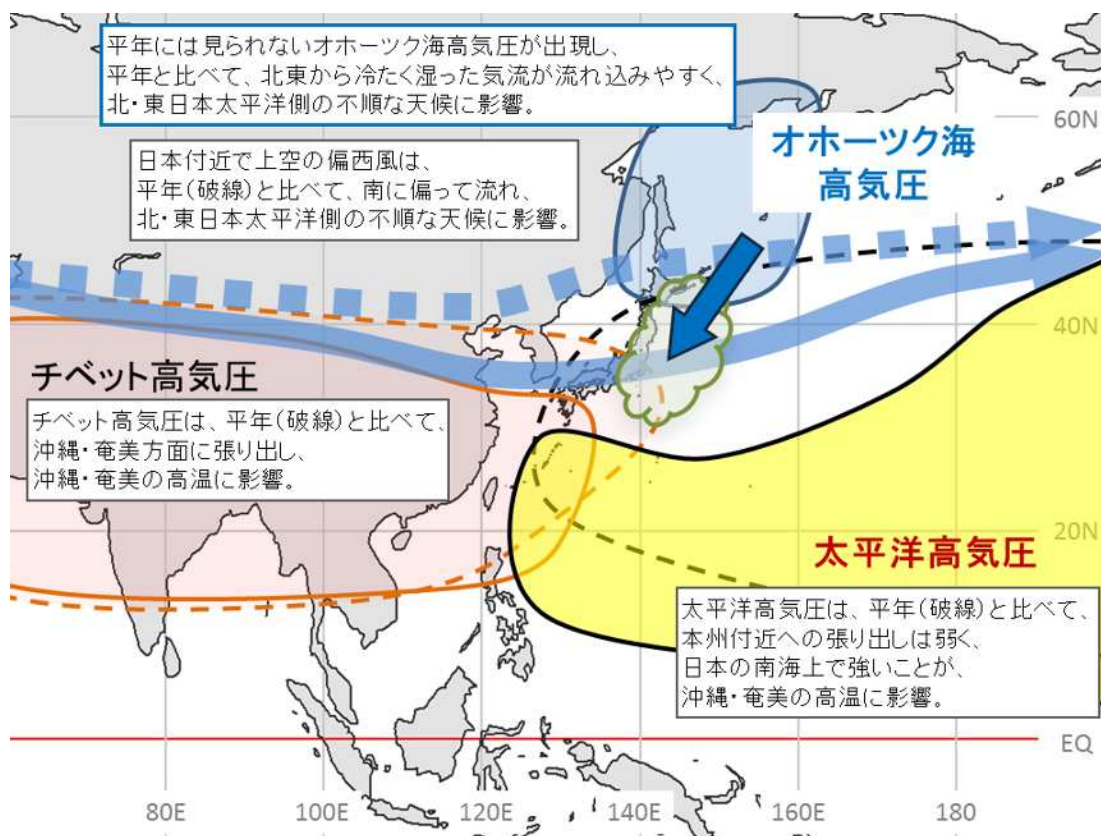 平年には見られないオホーツク海高気圧が出現し、
平年と比べて、北東から冷たく湿った気流が流れ込みやすく、
北・東日本太平洋側の不順な天候に影響。
日本付近で上空の偏西風は、
平年(破線)と比べて、南に偏って流れ、
北・東日本太平洋側の不順な天候に影響。
オホーツク海
高気圧
60N
40N
チベット高気圧
チベット高気圧は、平年(破線)と比べて、
沖縄・奄美方面に張り出し、
沖縄・奄美の高温に影響。
20N
太平洋高気圧
太平洋高気圧は、平年(破線)と比べて、
本州付近への張り出しは弱く、
日本の南海上で強いことが、
沖縄・奄美の高温に影響。
EQ
80E 100E 120E 140E 160E 180